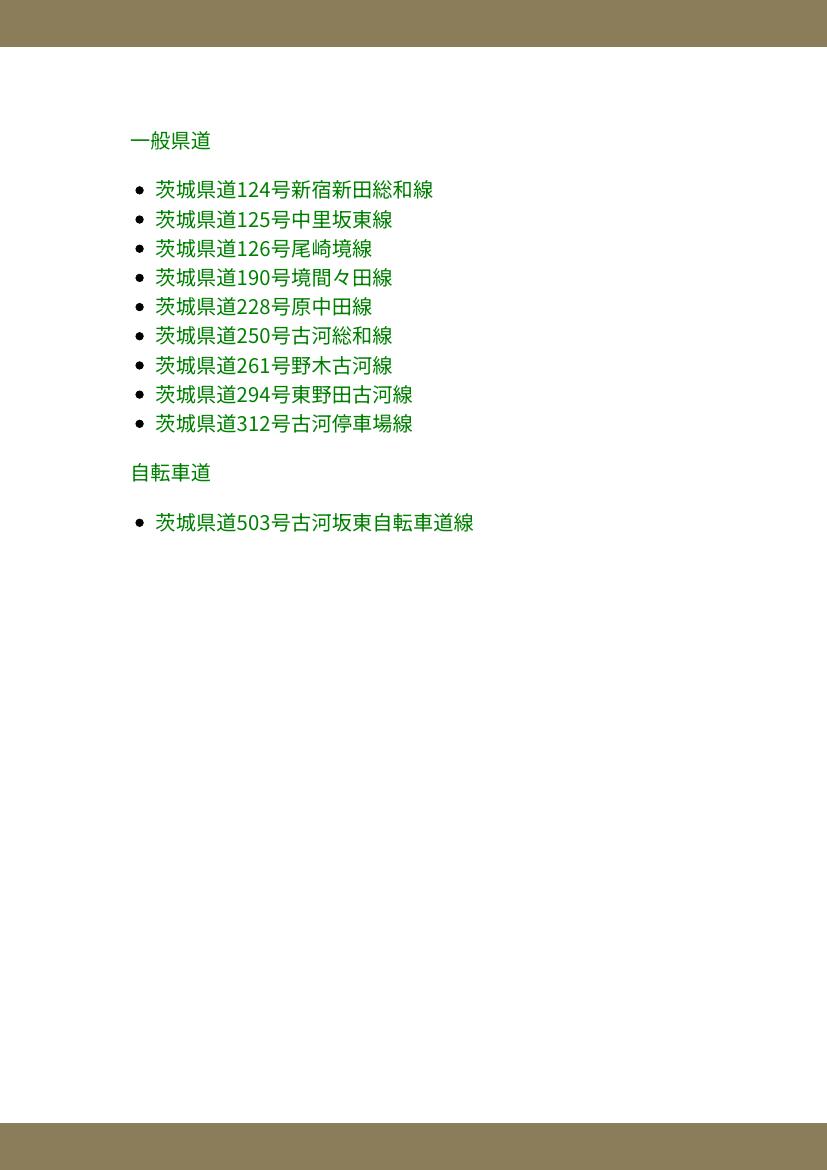 一般県道
茨城県道124号新宿新田総和線
茨城県道125号中里坂東線
茨城県道126号尾崎境線
茨城県道190号境間々田線
茨城県道228号原中田線
茨城県道250号古河総和線
茨城県道261号野木古河線
茨城県道294号東野田古河線
茨城県道312号古河停車場線
自転車道
茨城県道503号古河坂東自転車道線